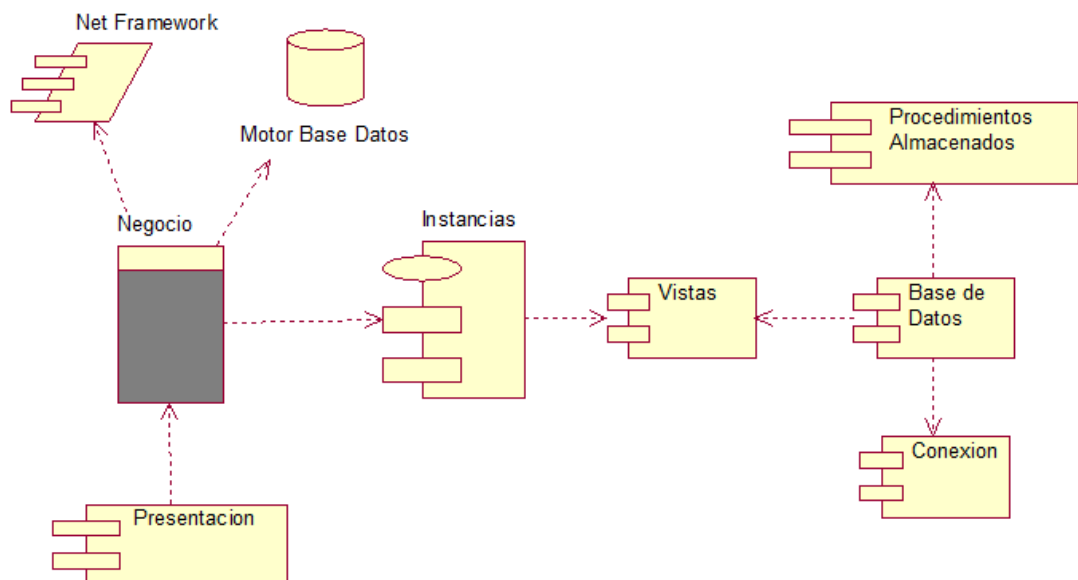 Net Framework
Motor Base Datos
Procedimientos
Almacenados
Negocio
Instancias
Vistas
Base de
Datos
Conexion
Presentacion